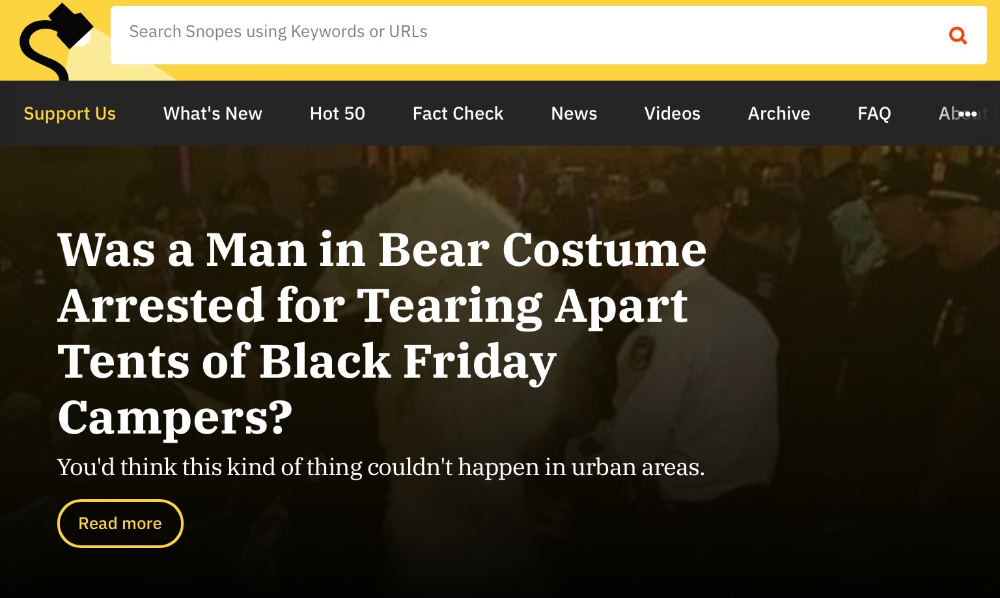 Search Snopes using Keywords or URLs
Support Us What's New Hot 50 Fact Check News Videos Archive FAQ About
Was a Man in Bear Costume
Arrested for Tearing Apart
Tents of Black Friday
Campers?
You'd think this kind of thing couldn't happen in urban areas.
Read more